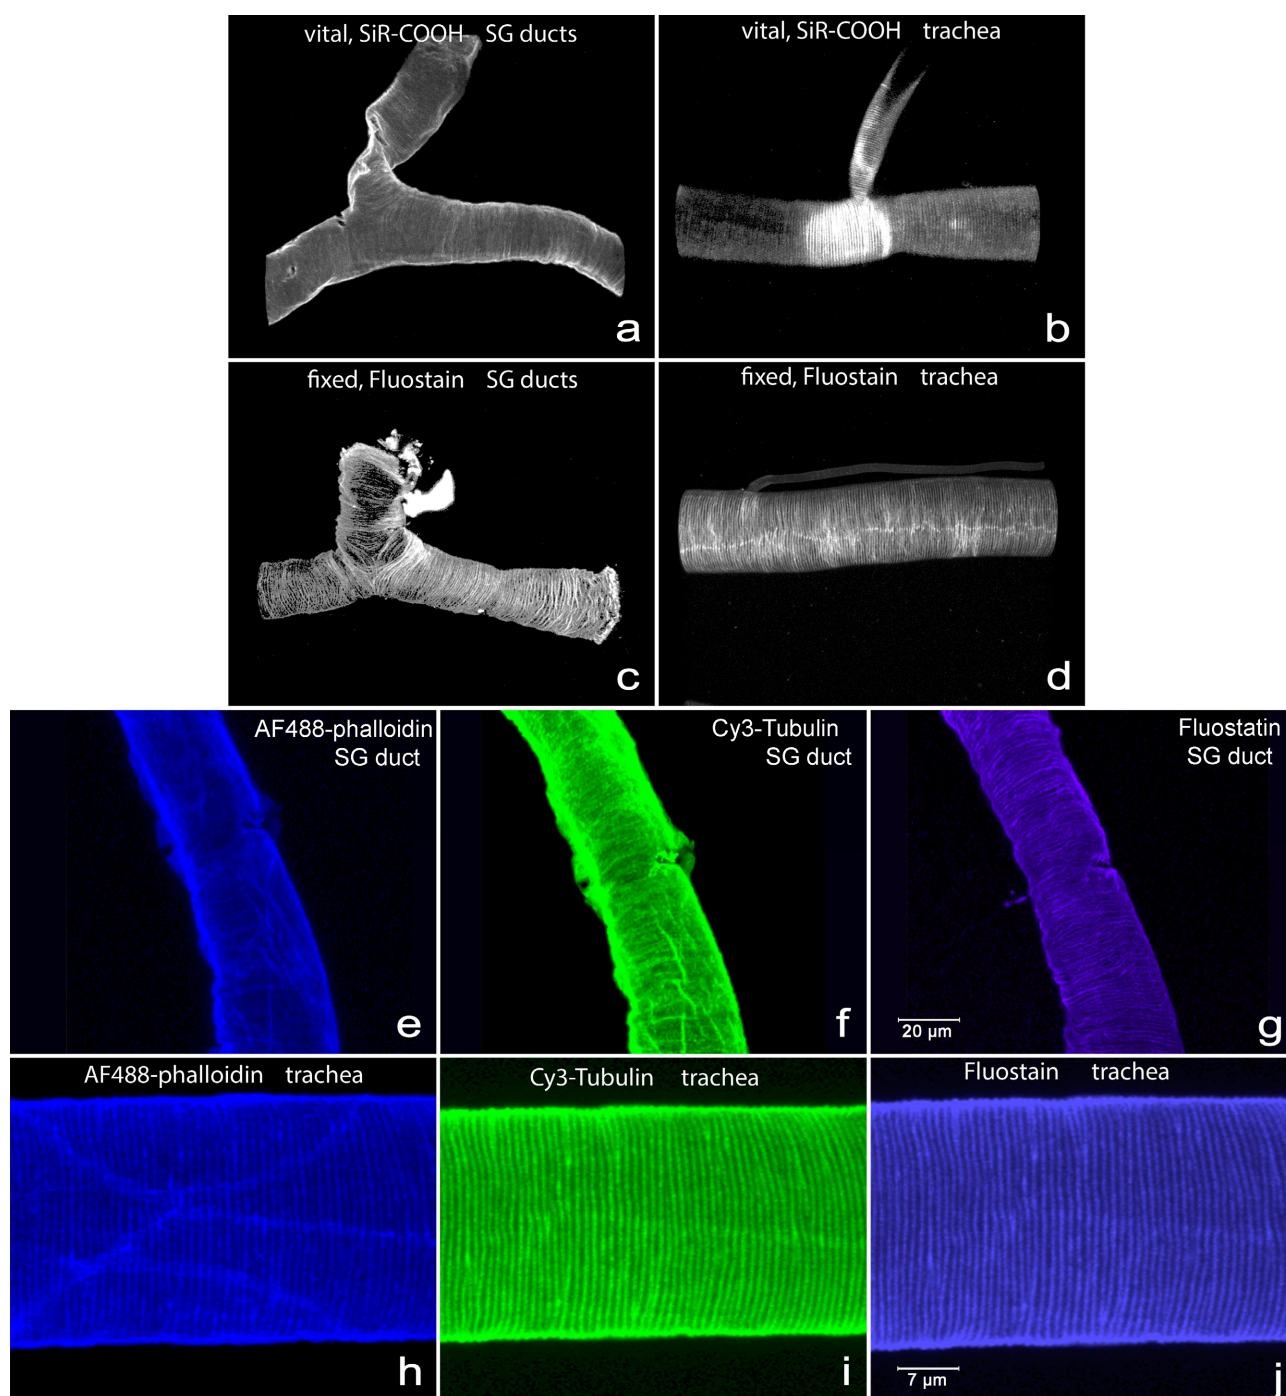 vital, SiR-COOH SG ducts
a
vital, SiR-COOH trachea
b
fixed, Fluostain SG ducts
c
fixed, Fluostain trachea
d
AF488-phalloidin
SG duct
e
Cy3-Tubulin
SG duct
f
Fluostatin
SG duct
20 µm
g
AF488-phalloidin trachea
h
Cy3-Tubulin trachea
i
Fluostain trachea
7 µm
j